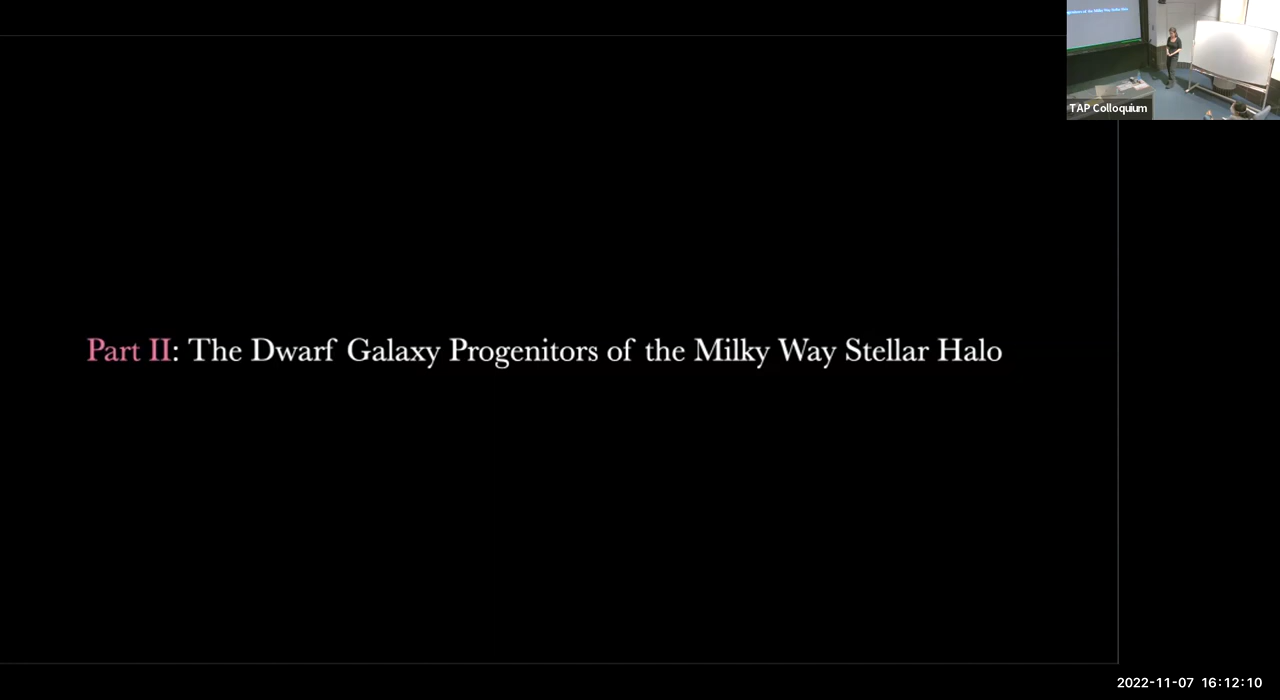 TAP Colloquium
Part II: The Dwarf Galaxy Progenitors of the Milky Way Stellar Halo
2022-11-07 16:12:10